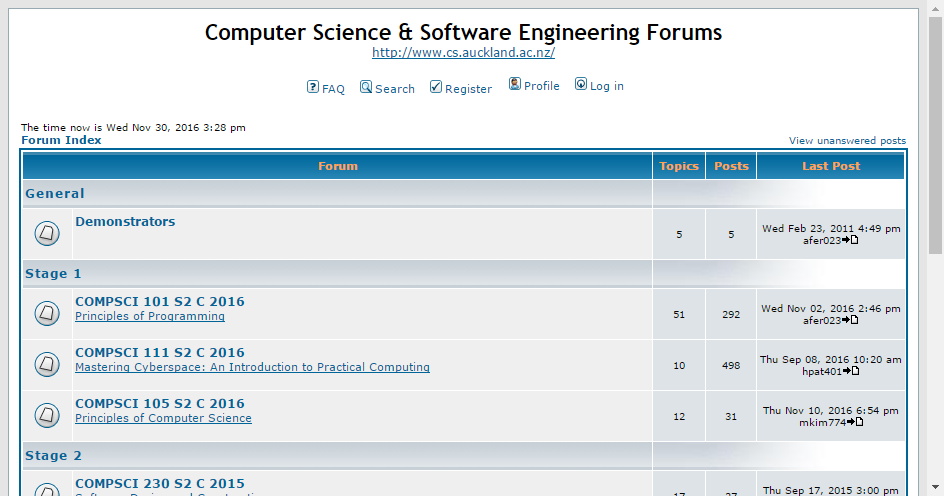 Computer Science & Software Engineering Forums
http://www.cs.auckland.ac.nz/
FAQ Search Register Profile Log in
The time now is Wed Nov 30, 2016 3:28 pm
Forum Index View unanswered posts
Forum Topics Posts Last Post
General
Demonstrators
5 5 Wed Feb 23, 2011 4:49 pm
afer023
Stage 1
COMPSCI 101 S2 C 2016
Principles of Programming
51 292 Wed Nov 02, 2016 2:46 pm
afer023
COMPSCI 111 S2 C 2016
Mastering Cyberspace: An Introduction to Practical Computing
10 498 Thu Sep 08, 2016 10:20 am
hpat401
COMPSCI 105 S2 C 2016
Principles of Computer Science
12 31 Thu Nov 10, 2016 6:54 pm
mkim774
Stage 2
COMPSCI 230 S2 C 2015
Thu Sep 17, 2015 3:00 pm